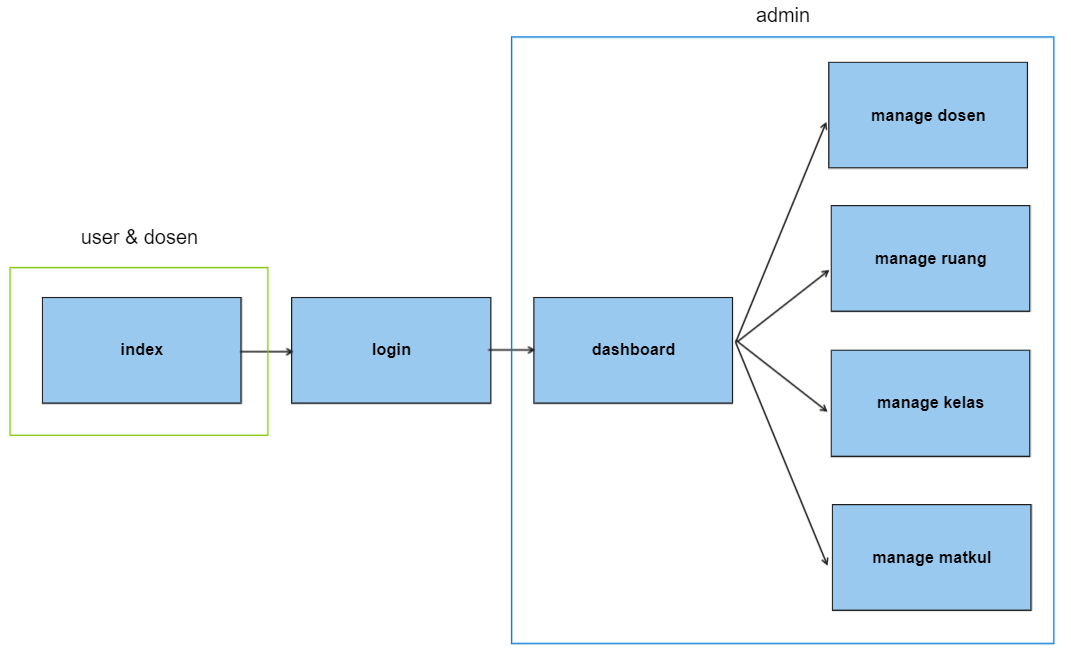 admin
manage dosen
manage ruang
user & dosen
index
login
dashboard
manage kelas
manage matkul